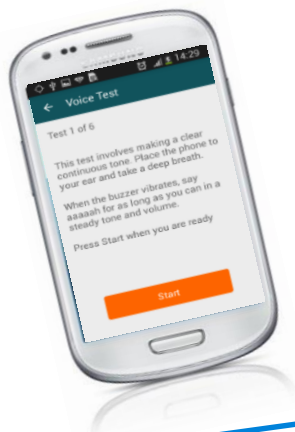 SAMSUNG
14:29
Voice Test
Test 1 of 6
This test involves making a clear
continuous tone. Place the phone to
your ear and take a deep breath.
When the buzzer vibrates, say
aaaaah for as long as you can in a
steady tone and volume.
Press Start when you are ready
Start